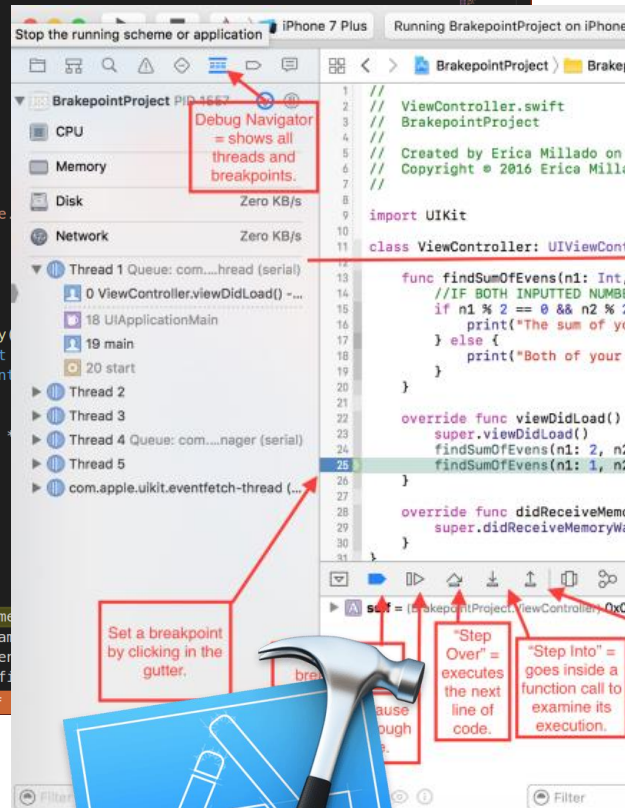 Stop the running scheme or application
iPhone 7 Plus
Running BrakepointProject on iPhone
BrakepointProject
BrakepointProject PID 1557
CPU
Memory
Disk
Zero KB/s
Network
Zero KB/s
Thread 1 Queue: com....hread (serial)
0 ViewController.viewDidLoad() -...
18 UIApplicationMain
19 main
20 start
Thread 2
Thread 3
Thread 4 Queue: com....nager (serial)
Thread 5
com.apple.uikit.eventfetch-thread (...
Debug Navigator
= shows all
threads and
breakpoints.
1 //
2 // ViewController.swift
3 // BrakepointProject
4 //
5 // Created by Erica Millado on
6 // Copyright © 2016 Erica Milla
7 //
8
9 import UIKit
10
11 class ViewController: UIViewCont
12
13 func findSumOfEvens(n1: Int,
14 //IF BOTH INPUTTED NUMBE
15 if n1 % 2 == 0 && n2 % 2
16 print("The sum of yo
17 } else {
18 print("Both of your
19 }
20 }
21
22 override func viewDidLoad()
23 super.viewDidLoad()
24 findSumOfEvens(n1: 2, n2
25 findSumOfEvens(n1: 1, n2
26 }
27
28 override func didReceiveMemo
29 super.didReceiveMemoryWa
30 }
31 }
Set a breakpoint
by clicking in the
gutter.
"Step
Over" =
executes
the next
line of
code.
"Step Into" =
goes inside a
function call to
examine its
execution.
Filter
Filter